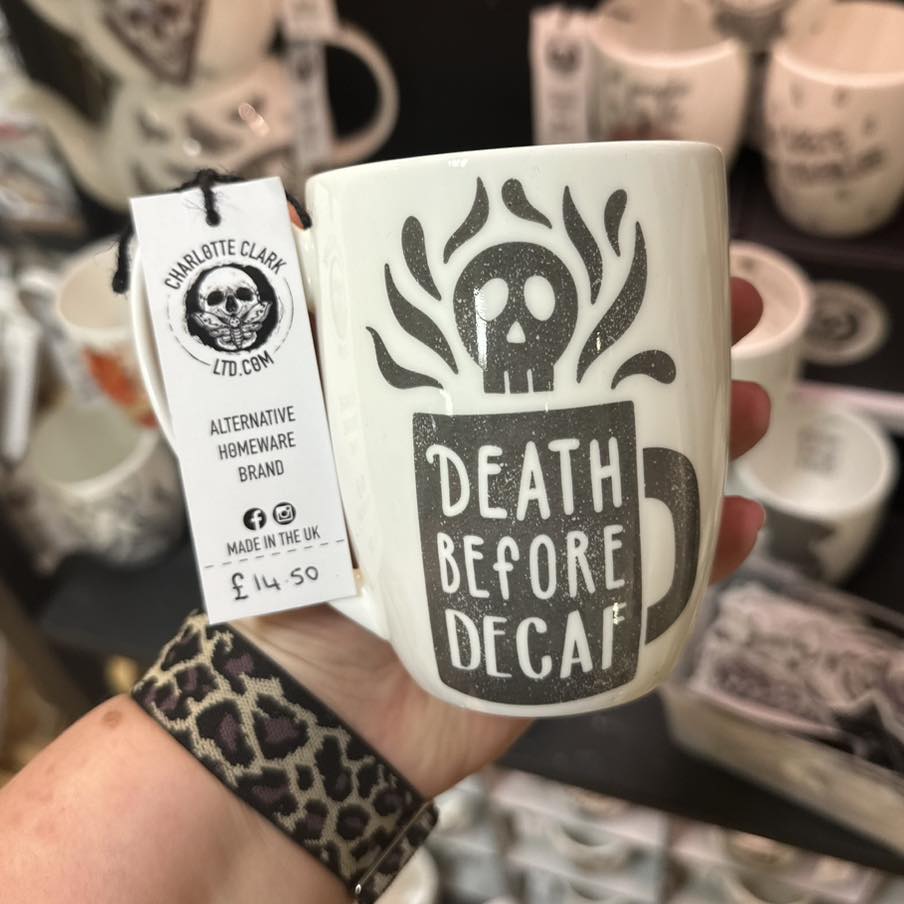 CHARLOTTE CLARK
LTD.COM
ALTERNATIVE
HOMEWARE
BRAND
MADE IN THE UK
£14.50
DEATH
BEFORE
DECAF